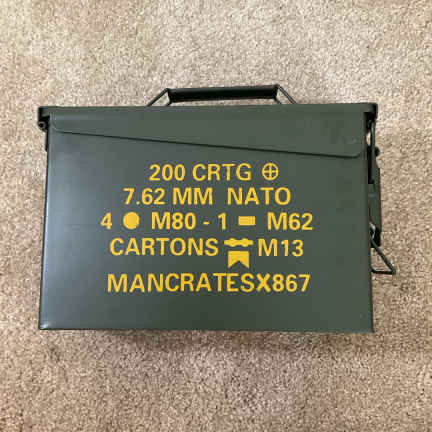 200 CRTG ⊕
7.62 MM NATO
4 ● M80 - 1 ▬ M62
CARTONS M13
MANCRATESX867